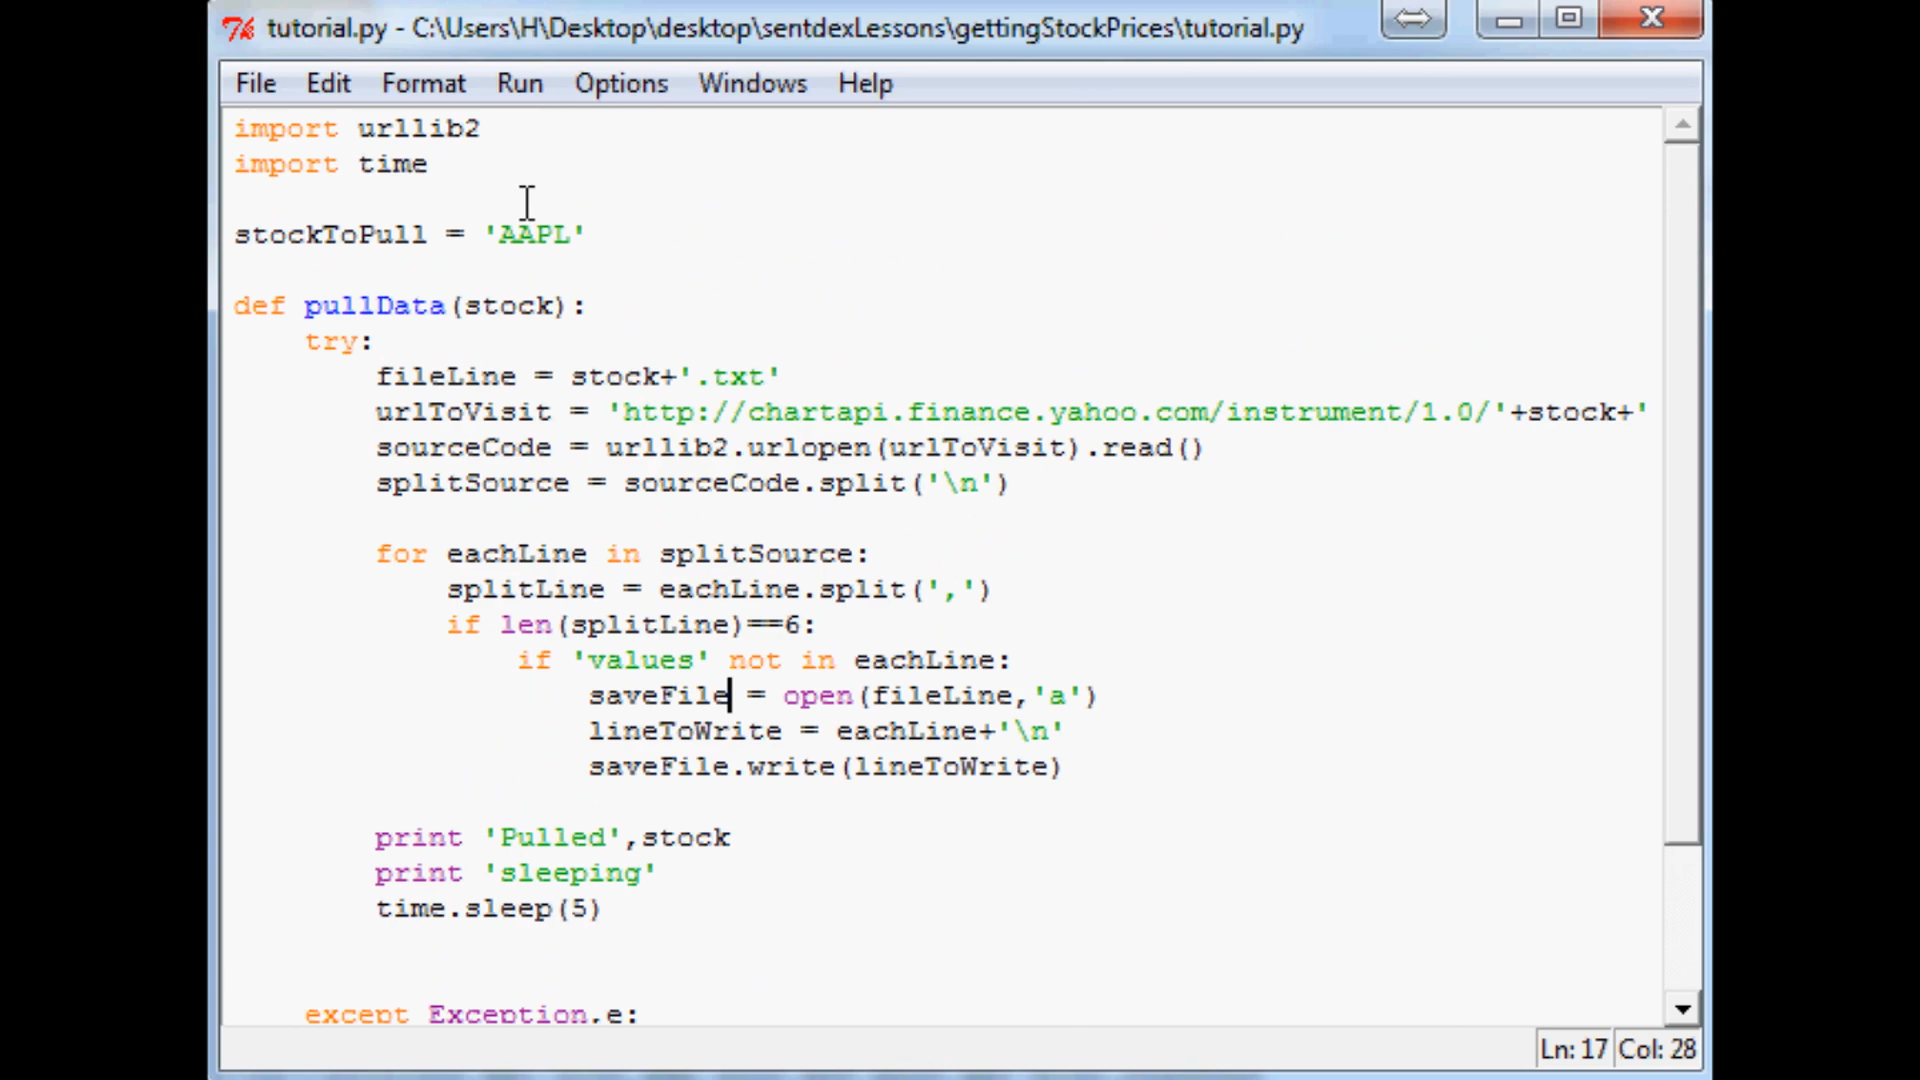 tutorial.py - C:\Users\H\Desktop\desktop\sentdexLessons\gettingStockPrices\tutorial.py
File Edit Format Run Options Windows Help
import urllib2
import time
stockToPull = 'AAPL'
def pullData(stock):
    try:
        fileLine = stock+'.txt'
        urlToVisit = 'http://chartapi.finance.yahoo.com/instrument/1.0/'+stock+'
        sourceCode = urllib2.urlopen(urlToVisit).read()
        splitSource = sourceCode.split('\n')
        for eachLine in splitSource:
            splitLine = eachLine.split(',')
            if len(splitLine)==6:
                if 'values' not in eachLine:
                    saveFile = open(fileLine,'a')
                    lineToWrite = eachLine+'\n'
                    saveFile.write(lineToWrite)
        print 'Pulled',stock
        print 'sleeping'
        time.sleep(5)
    except Exception,e:
Ln: 17 Col: 28